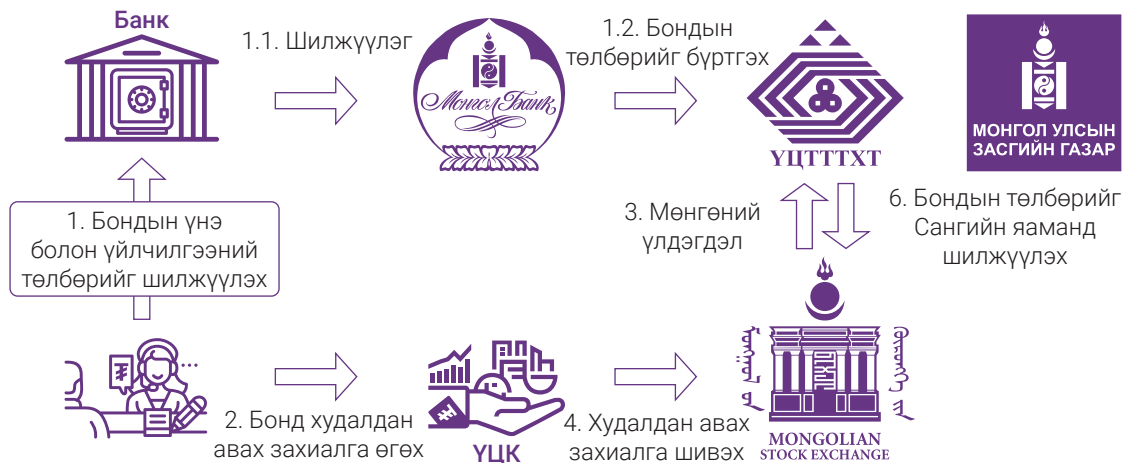 Банк
1.1. Шилжүүлэг
МонголБанк
1.2. Бондын
төлбөрийг бүртгэх
ҮЦТТТХТ
МОНГОЛ УЛСЫН
ЗАСГИЙН ГАЗАР
1. Бондын үнэ
болон үйлчилгээний
төлбөрийг шилжүүлэх
3. Мөнгөний
үлдэгдэл
6. Бондын төлбөрийг
Сангийн яаманд
шилжүүлэх
₮
2. Бонд худалдан
авах захиалга өгөх
₮
ҮЦК
4. Худалдан авах
захиалга шивэх
MONGOLIAN
STOCK EXCHANGE